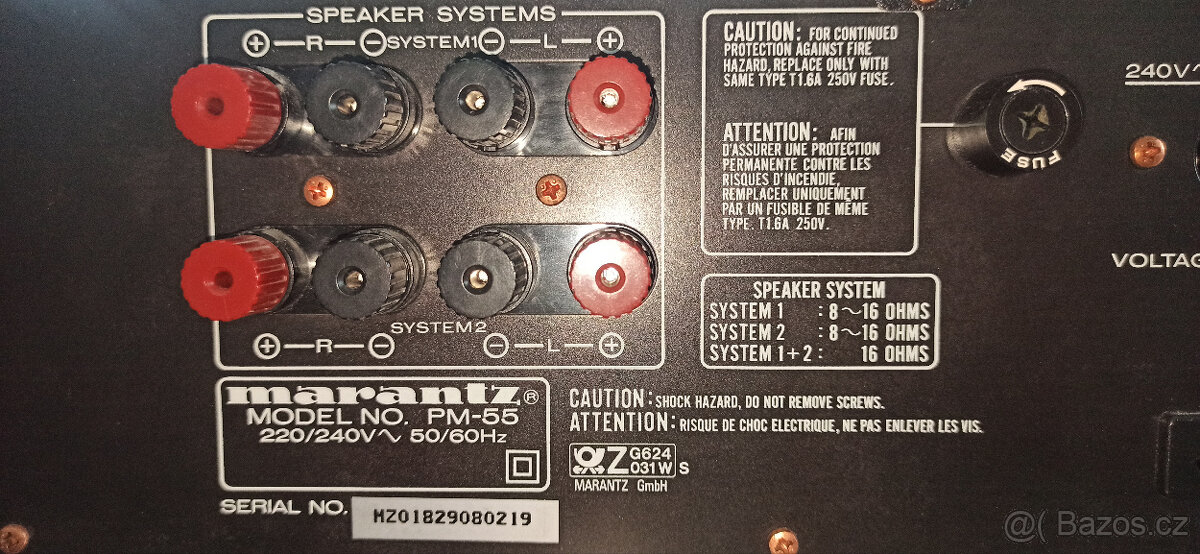 SPEAKER SYSTEMS
⊕ R ⊖ SYSTEM 1 ⊖ L ⊕
SYSTEM 2
⊕ R ⊖ ⊖ L ⊕
CAUTION: FOR CONTINUED
PROTECTION AGAINST FIRE
HAZARD, REPLACE ONLY WITH
SAME TYPE T1.6A 250V FUSE.
ATTENTION: AFIN
D'ASSURER UNE PROTECTION
PERMANENTE CONTRE LES
RISQUES D'INCENDIE,
REMPLACER UNIQUEMENT
PAR UN FUSIBLE DE MÊME
TYPE. T1.6A 250V.
FUSE
240V~
VOLTAG
SPEAKER SYSTEM
SYSTEM 1 : 8~16 OHMS
SYSTEM 2 : 8~16 OHMS
SYSTEM 1+2 : 16 OHMS
marantz®
MODEL NO. PM-55
220/240V~ 50/60Hz
CAUTION: SHOCK HAZARD, DO NOT REMOVE SCREWS.
ATTENTION: RISQUE DE CHOC ELECTRIQUE, NE PAS ENLEVER LES VIS.
Z G624
031W S
MARANTZ GmbH
SERIAL NO. MZ01829080219
@( Bazos.cz